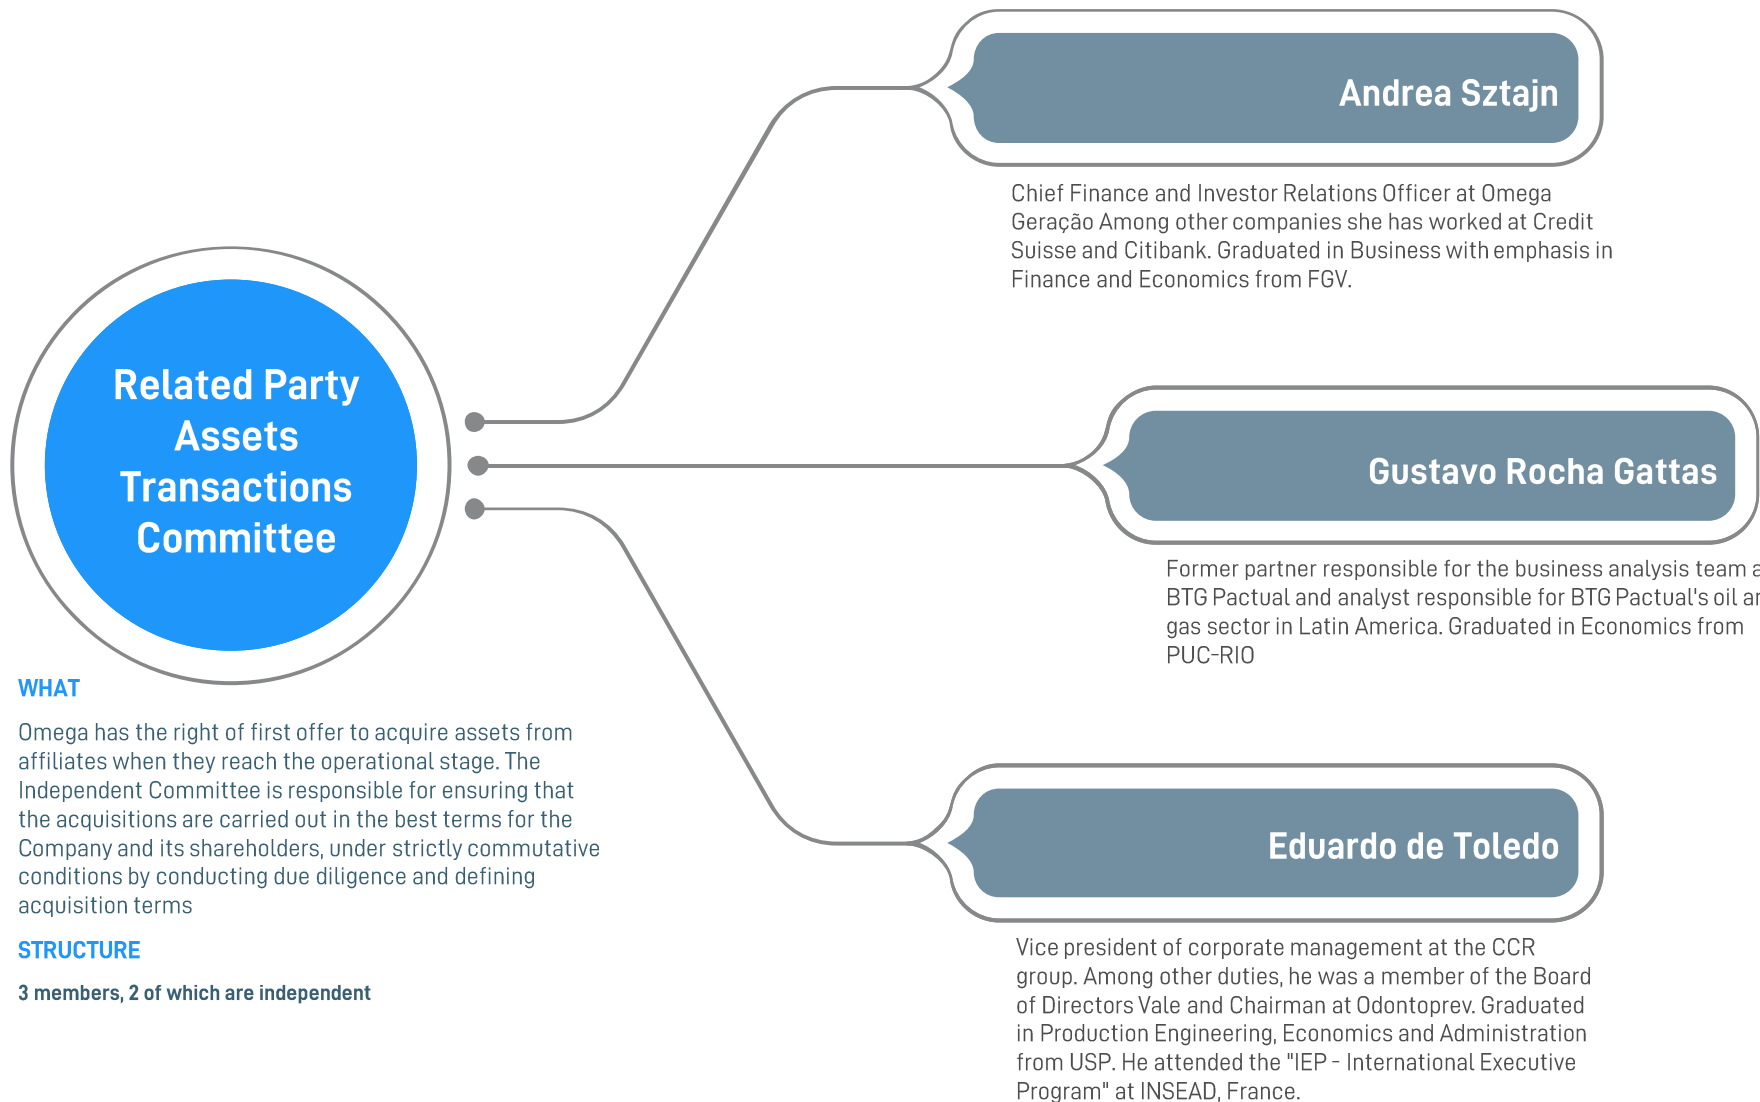 Related Party
Assets
Transactions
Committee
WHAT
Omega has the right of first offer to acquire assets from
affiliates when they reach the operational stage. The
Independent Committee is responsible for ensuring that
the acquisitions are carried out in the best terms for the
Company and its shareholders, under strictly commutative
conditions by conducting due diligence and defining
acquisition terms
STRUCTURE
3 members, 2 of which are independent
Andrea Sztajn
Chief Finance and Investor Relations Officer at Omega
Geração Among other companies she has worked at Credit
Suisse and Citibank. Graduated in Business with emphasis in
Finance and Economics from FGV.
Gustavo Rocha Gattas
Former partner responsible for the business analysis team
BTG Pactual and analyst responsible for BTG Pactual's oil
gas sector in Latin America. Graduated in Economics from
PUC-RIO
Eduardo de Toledo
Vice president of corporate management at the CCR
group. Among other duties, he was a member of the Board
of Directors Vale and Chairman at Odontoprev. Graduated
in Production Engineering, Economics and Administration
from USP. He attended the "IEP - International Executive
Program" at INSEAD, France.